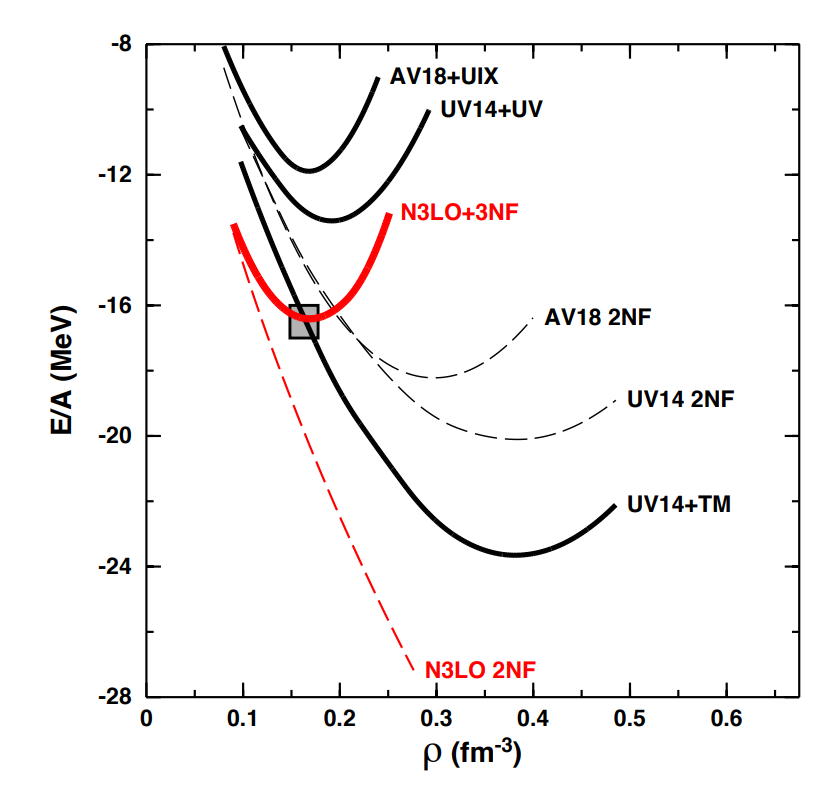 -8
AV18+UIX
UV14+UV
-12
N3LO+3NF
-16
AV18 2NF
E/A (MeV)
UV14 2NF
-20
UV14+TM
-24
N3LO 2NF
-28
0 0.1 0.2 0.3 0.4 0.5 0.6
ρ (fm⁻³)